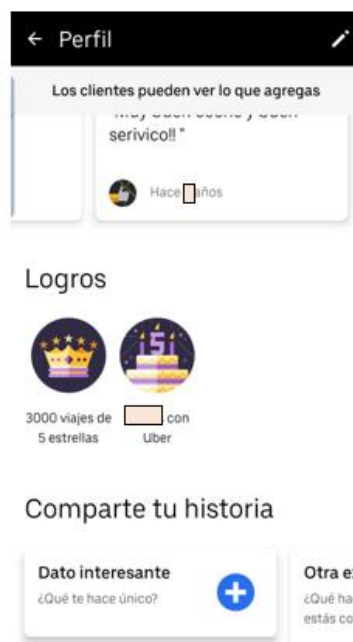 Perfil
Los clientes pueden ver lo que agregas
serivico!! "
Hace años
Logros
5
3000 viajes de
5 estrellas
con
Uber
Comparte tu historia
Dato interesante
¿Qué te hace único?
Otra
¿Qué ha
estás co